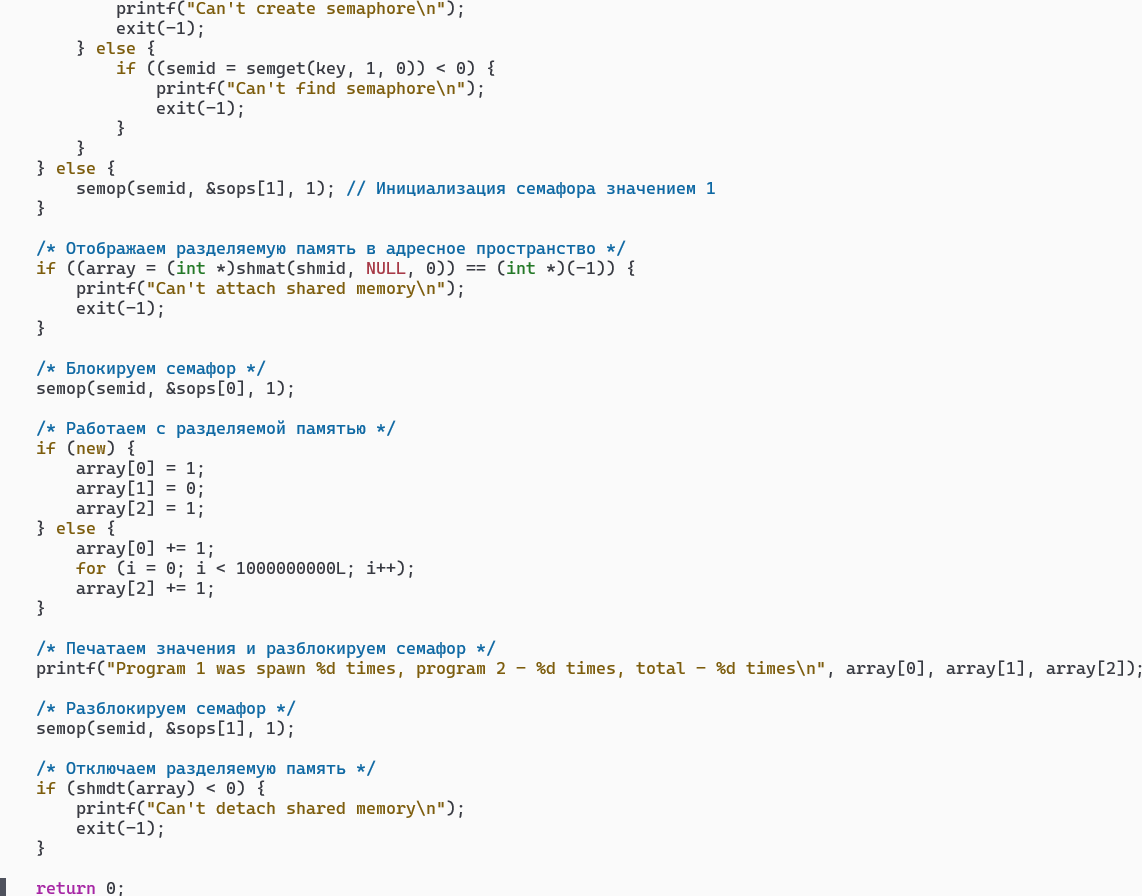 printf("Can't create semaphore\n");
        exit(-1);
    } else {
        if ((semid = semget(key, 1, 0)) < 0) {
            printf("Can't find semaphore\n");
            exit(-1);
        }
    }
} else {
    semop(semid, &sops[1], 1); // Инициализация семафора значением 1
}

/* Отображаем разделяемую память в адресное пространство */
if ((array = (int *)shmat(shmid, NULL, 0)) == (int *)(-1)) {
    printf("Can't attach shared memory\n");
    exit(-1);
}

/* Блокируем семафор */
semop(semid, &sops[0], 1);

/* Работаем с разделяемой памятью */
if (new) {
    array[0] = 1;
    array[1] = 0;
    array[2] = 1;
} else {
    array[0] += 1;
    for (i = 0; i < 1000000000L; i++);
    array[2] += 1;
}

/* Печатаем значения и разблокируем семафор */
printf("Program 1 was spawn %d times, program 2 - %d times, total - %d times\n", array[0], array[1], array[2]);

/* Разблокируем семафор */
semop(semid, &sops[1], 1);

/* Отключаем разделяемую память */
if (shmdt(array) < 0) {
    printf("Can't detach shared memory\n");
    exit(-1);
}

return 0;